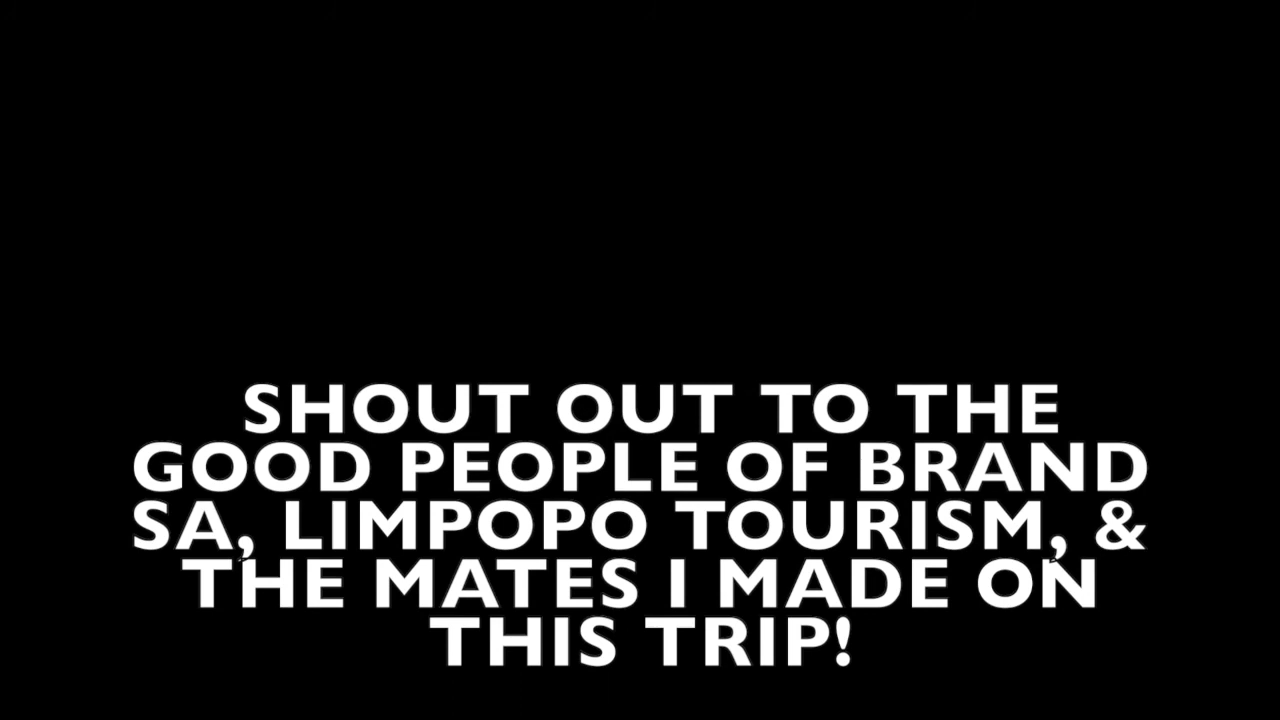 SHOUT OUT TO THE
GOOD PEOPLE OF BRAND
SA, LIMPOPO TOURISM, &
THE MATES I MADE ON
THIS TRIP!